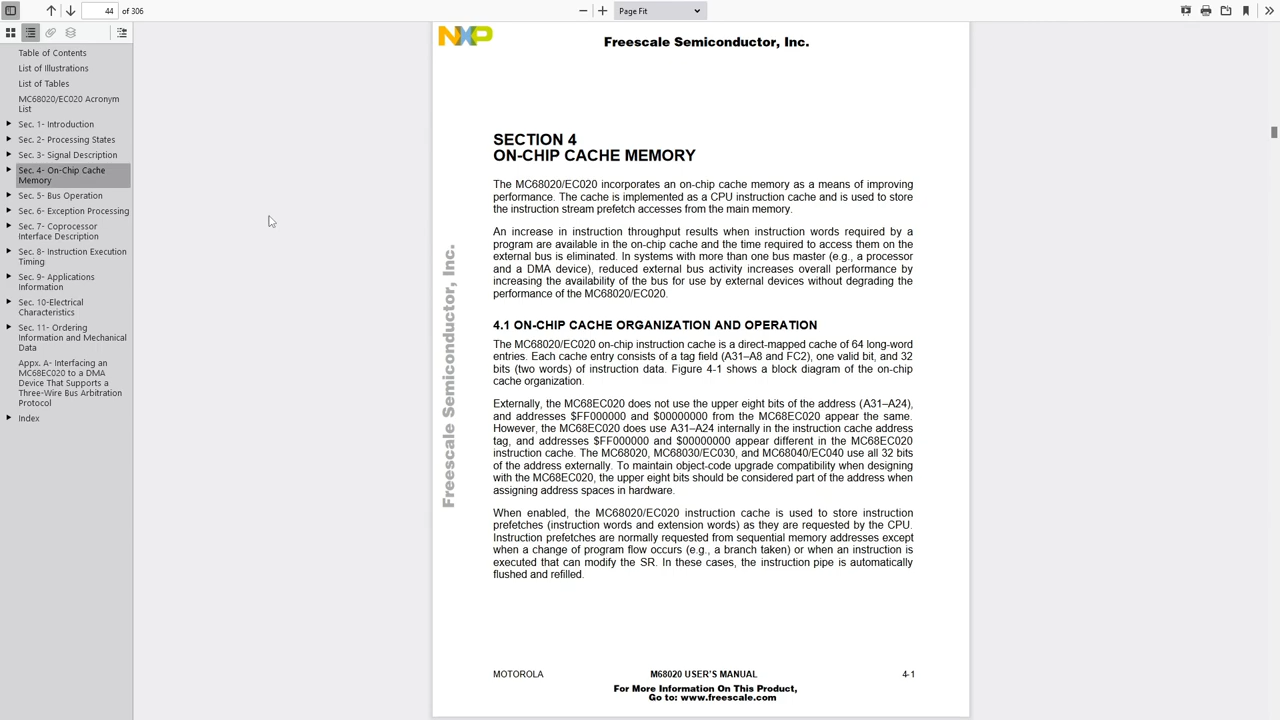 44
of 306
Page Fit
Table of Contents
List of Illustrations
List of Tables
MC68020/EC020 Acronym
List
Sec. 1- Introduction
Sec. 2- Processing States
Sec. 3- Signal Description
Sec. 4- On-Chip Cache
Memory
Sec. 5- Bus Operation
Sec. 6- Exception Processing
Sec. 7- Coprocessor
Interface Description
Sec. 8- Instruction Execution
Timing
Sec. 9- Applications
Information
Sec. 10-Electrical
Characteristics
Sec. 11- Ordering
Information and Mechanical
Data
Appx. A- Interfacing an
MC68EC020 to a DMA
Device That Supports a
Three-Wire Bus Arbitration
Protocol
Index
NXP
Freescale Semiconductor, Inc.
Freescale Semiconductor, Inc.
SECTION 4
ON-CHIP CACHE MEMORY
The MC68020/EC020 incorporates an on-chip cache memory as a means of improving
performance. The cache is implemented as a CPU instruction cache and is used to store
the instruction stream prefetch accesses from the main memory.
An increase in instruction throughput results when instruction words required by a
program are available in the on-chip cache and the time required to access them on the
external bus is eliminated. In systems with more than one bus master (e.g., a processor
and a DMA device), reduced external bus activity increases overall performance by
increasing the availability of the bus for use by external devices without degrading the
performance of the MC68020/EC020.
4.1 ON-CHIP CACHE ORGANIZATION AND OPERATION
The MC68020/EC020 on-chip instruction cache is a direct-mapped cache of 64 long-word
entries. Each cache entry consists of a tag field (A31–A8 and FC2), one valid bit, and 32
bits (two words) of instruction data. Figure 4-1 shows a block diagram of the on-chip
cache organization.
Externally, the MC68EC020 does not use the upper eight bits of the address (A31–A24),
and addresses $FF000000 and $00000000 from the MC68EC020 appear the same.
However, the MC68EC020 does use A31–A24 internally in the instruction cache address
tag, and addresses $FF000000 and $00000000 appear different in the MC68EC020
instruction cache. The MC68020, MC68030/EC030, and MC68040/EC040 use all 32 bits
of the address externally. To maintain object-code upgrade compatibility when designing
with the MC68EC020, the upper eight bits should be considered part of the address when
assigning address spaces in hardware.
When enabled, the MC68020/EC020 instruction cache is used to store instruction
prefetches (instruction words and extension words) as they are requested by the CPU.
Instruction prefetches are normally requested from sequential memory addresses except
when a change of program flow occurs (e.g., a branch taken) or when an instruction is
executed that can modify the SR. In these cases, the instruction pipe is automatically
flushed and refilled.
MOTOROLA
M68020 USER'S MANUAL
4-1
For More Information On This Product,
Go to: www.freescale.com